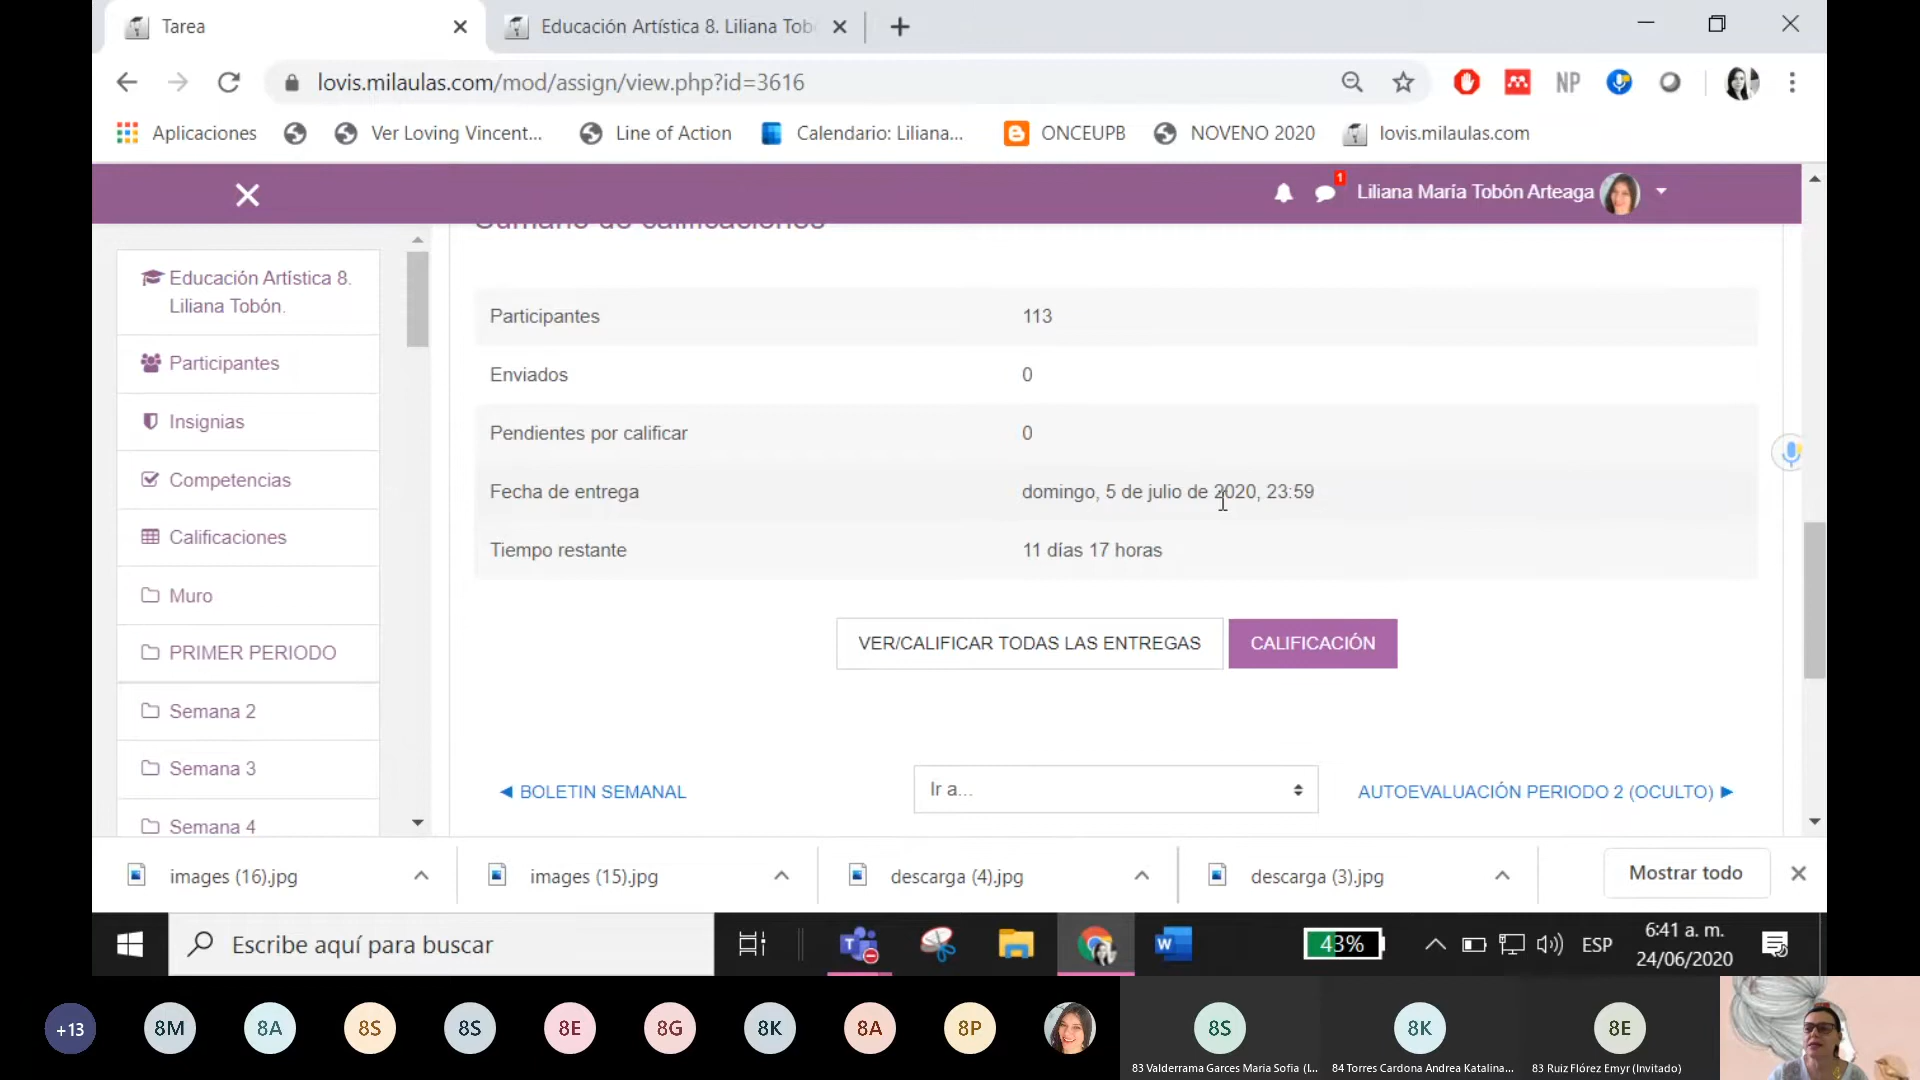 Tarea
Educación Artística 8. Liliana Tob
lovis.milaulas.com/mod/assign/view.php?id=3616
NP
Aplicaciones
Ver Loving Vincent...
Line of Action
Calendario: Liliana...
ONCEUPB
NOVENO 2020
lovis.milaulas.com
1
Liliana María Tobón Arteaga
Sumario de calificaciones
Educación Artística 8.
Liliana Tobón.
Participantes
Insignias
Competencias
Calificaciones
Muro
PRIMER PERIODO
Semana 2
Semana 3
Semana 4
Participantes 113
Enviados 0
Pendientes por calificar 0
Fecha de entrega domingo, 5 de julio de 2020, 23:59
Tiempo restante 11 días 17 horas
VER/CALIFICAR TODAS LAS ENTREGAS
CALIFICACIÓN
◀ BOLETIN SEMANAL
Ir a...
AUTOEVALUACIÓN PERIODO 2 (OCULTO) ▶
images (16).jpg
images (15).jpg
descarga (4).jpg
descarga (3).jpg
Mostrar todo
Escribe aquí para buscar
43%
ESP
6:41 a. m.
24/06/2020
+13
8M
8A
8S
8S
8E
8G
8K
8A
8P
8S
8K
8E
83 Valderrama Garces Maria Sofia (I...
84 Torres Cardona Andrea Katalina...
83 Ruiz Flórez Emyr (Invitado)